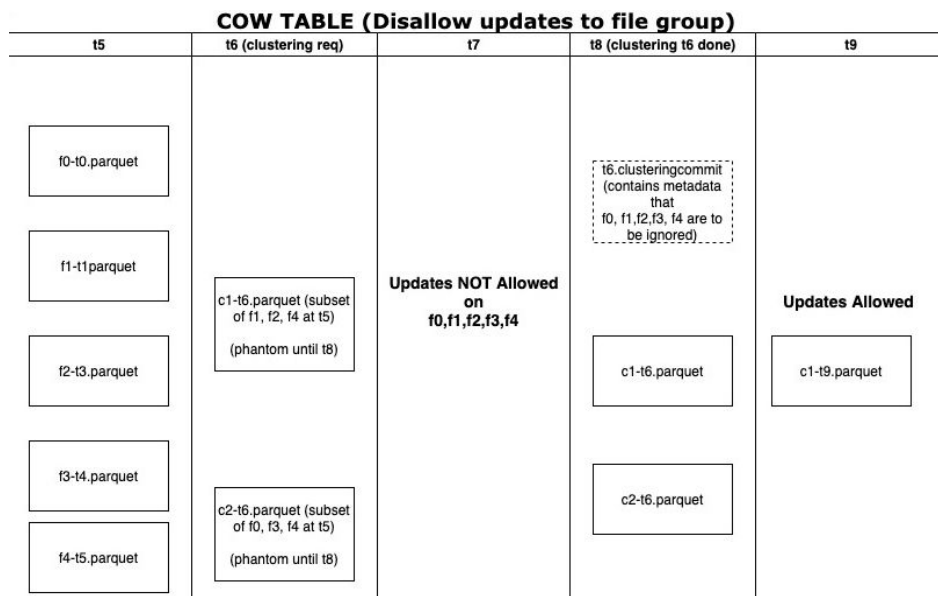 COW TABLE (Disallow updates to file group)
t5
t6 (clustering req)
t7
t8 (clustering t6 done)
t9
f0-t0.parquet
f1-t1parquet
f2-t3.parquet
f3-t4.parquet
f4-t5.parquet
c1-t6.parquet (subset
of f1, f2, f4 at t5)
(phantom until t8)
c2-t6.parquet (subset
of f0, f3, f4 at t5)
(phantom until t8)
Updates NOT Allowed
on
f0,f1,f2,f3,f4
t6.clusteringcommit
(contains metadata
that
f0, f1,f2,f3, f4 are to
be ignored)
c1-t6.parquet
c2-t6.parquet
Updates Allowed
c1-t9.parquet